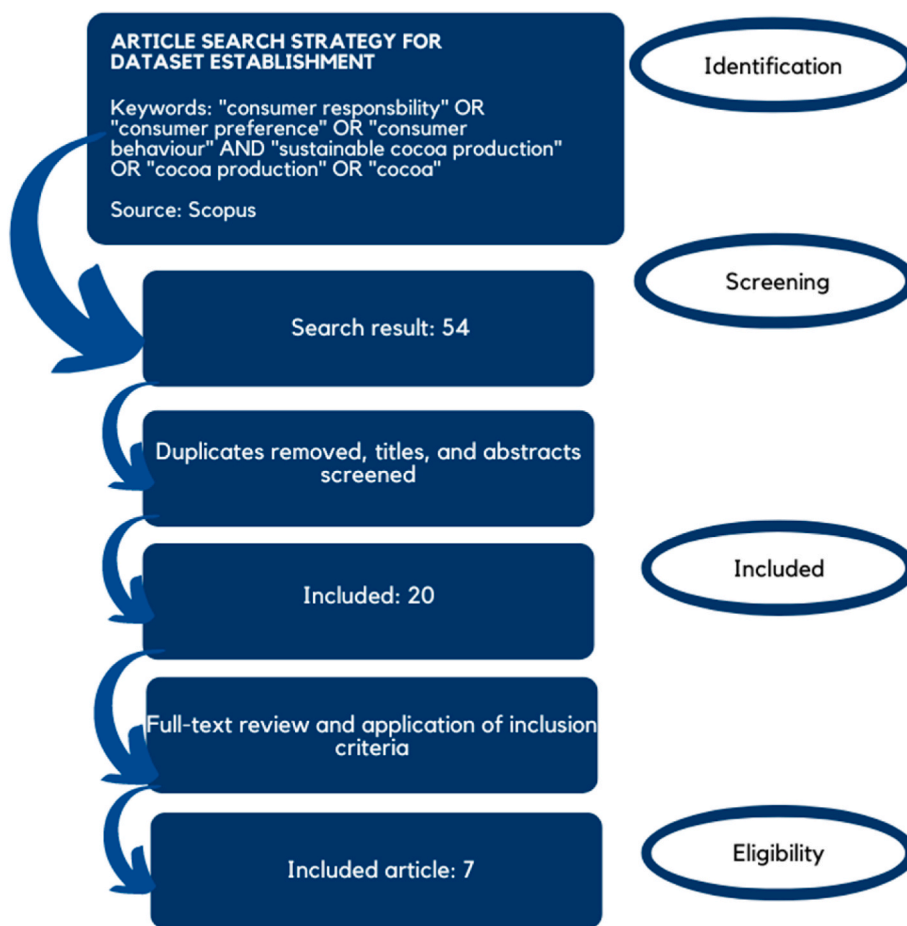 ARTICLE SEARCH STRATEGY FOR
DATASET ESTABLISHMENT
Keywords: "consumer responsbility" OR
"consumer preference" OR "consumer
behaviour" AND "sustainable cocoa production"
OR "cocoa production" OR "cocoa"
Source: Scopus
Identification
Search result: 54
Screening
Duplicates removed, titles, and abstracts
screened
Included: 20
Included
Full-text review and application of inclusion
criteria
Included article: 7
Eligibility